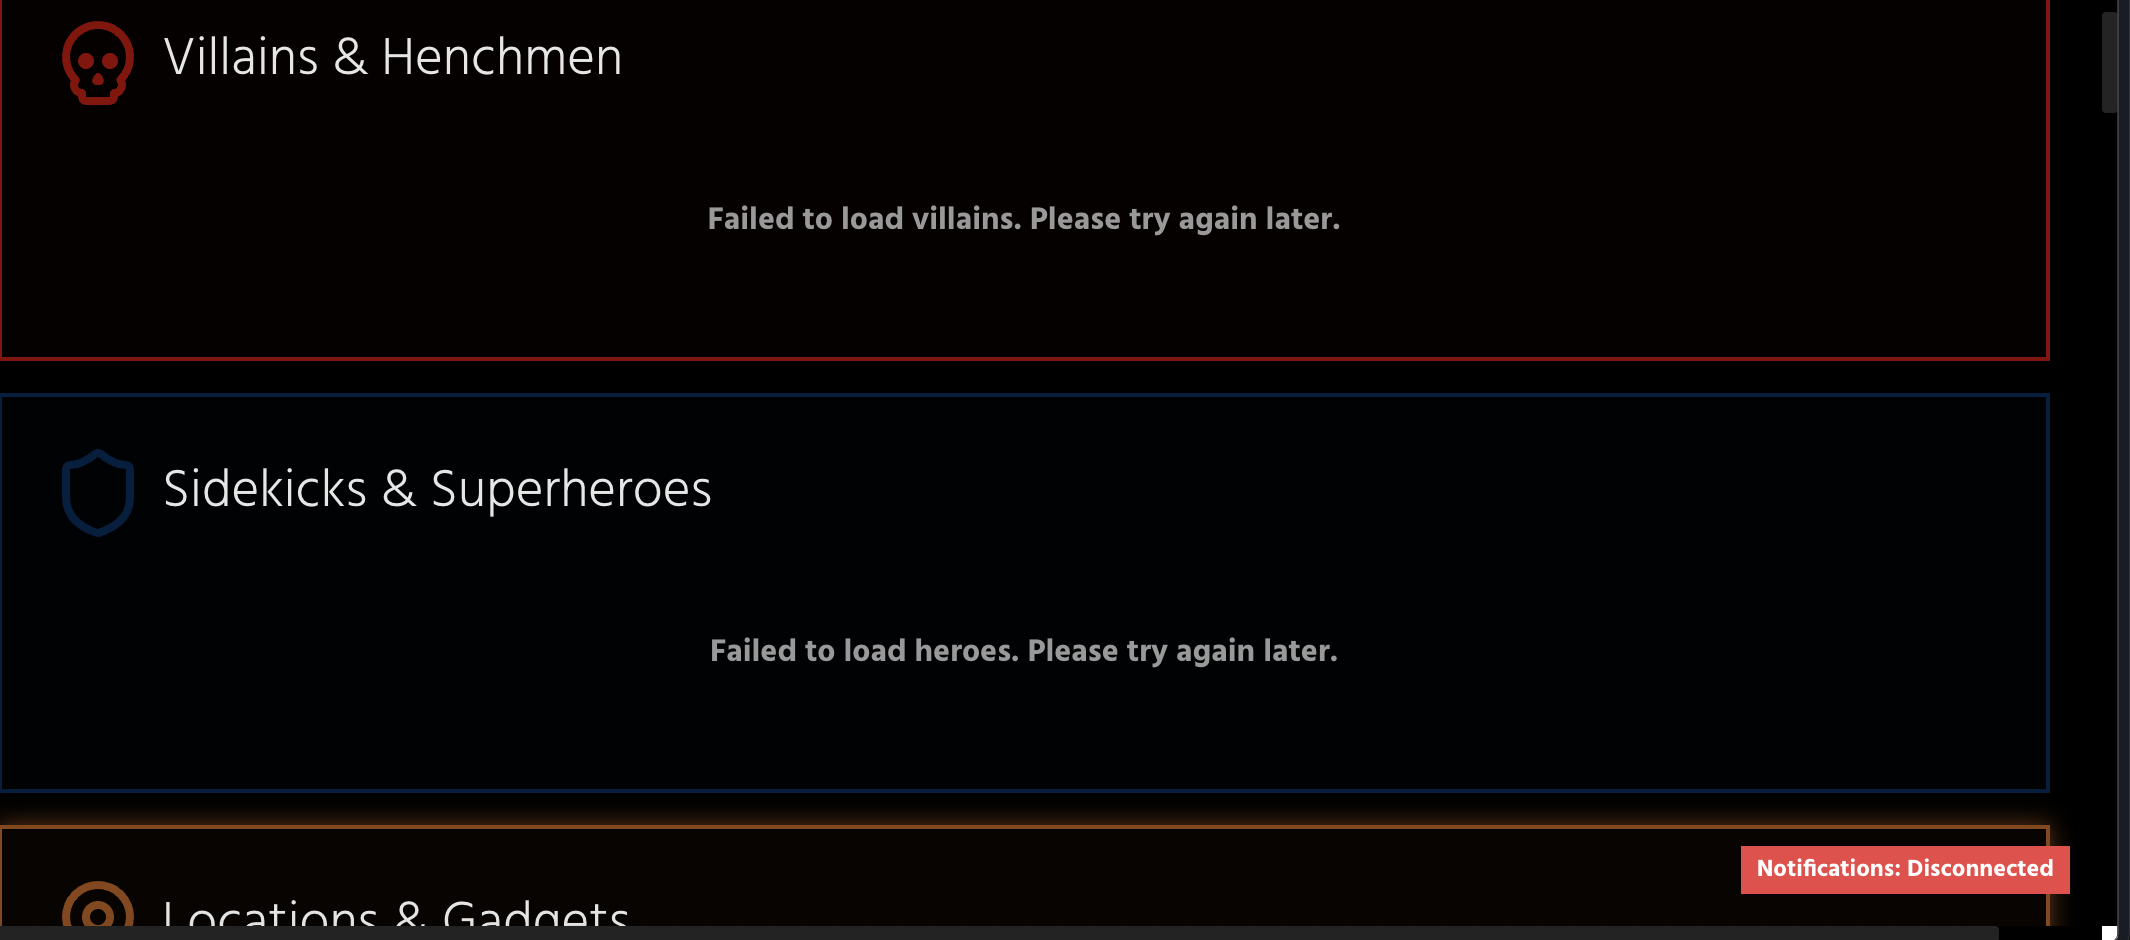 Villains & Henchmen
Failed to load villains. Please try again later.
Sidekicks & Superheroes
Failed to load heroes. Please try again later.
Notifications: Disconnected
Locations & Gadgets